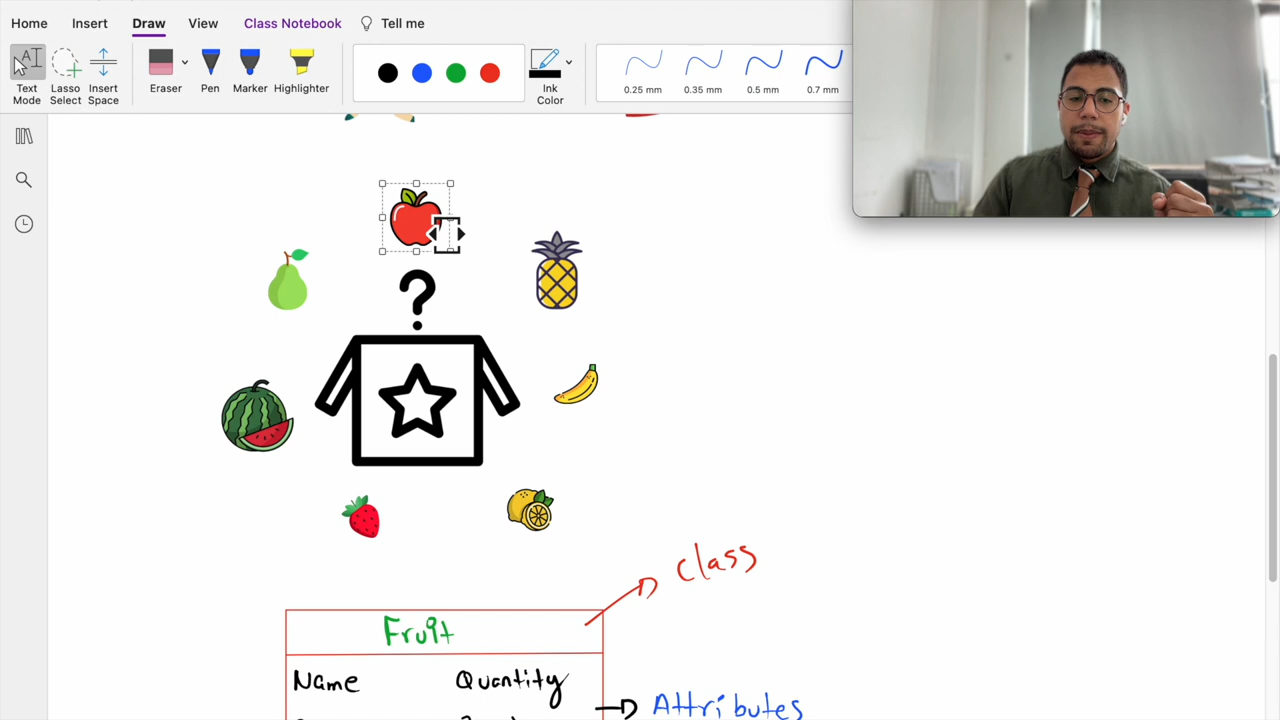 Home Insert Draw View Class Notebook Tell me
Text Mode
Lasso Select
Insert Space
Eraser
Pen
Marker
Highlighter
Ink Color
0.25 mm
0.35 mm
0.5 mm
0.7 mm
?
class
Fruit
Name Quantity
Attributes